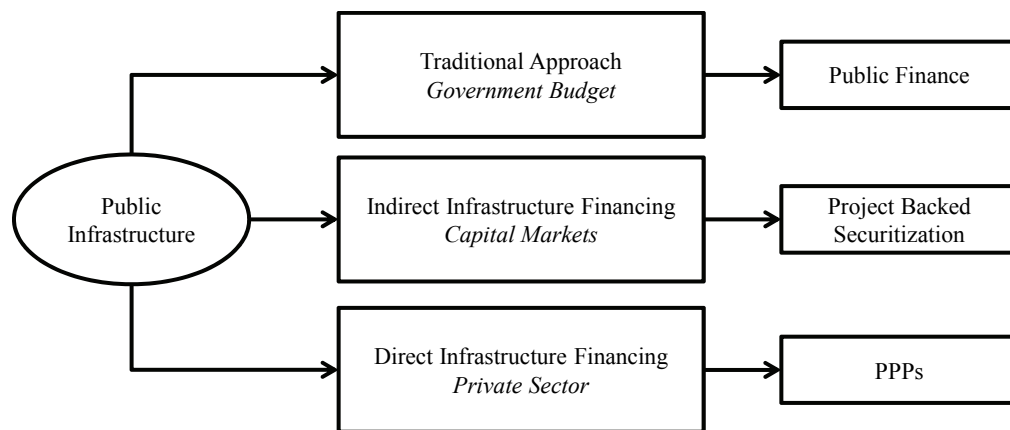 Traditional Approach
Government Budget
Public Finance
Public
Infrastructure
Indirect Infrastructure Financing
Capital Markets
Project Backed
Securitization
Direct Infrastructure Financing
Private Sector
PPPs